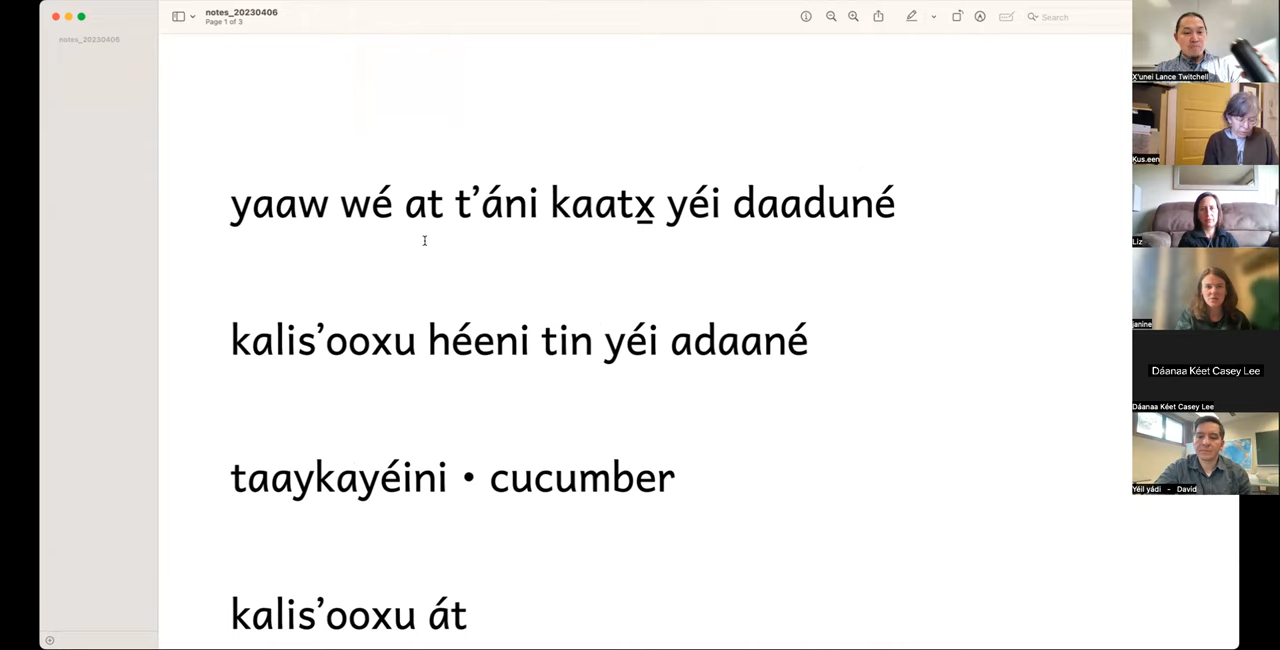 notes_20230406
Page 1 of 3
Search
notes_20230406
yaaw wé at t’áni kaatx̲ yéi daaduné
kalis’ooxu héeni tin yéi adaané
taaykayéini • cucumber
kalis’ooxu át
X̱'unei Lance Twitchell
Kus.een
Liz
janine
Dáanaa Kéet Casey Lee
Dáanaa Kéet Casey Lee
Yéil yádi - David